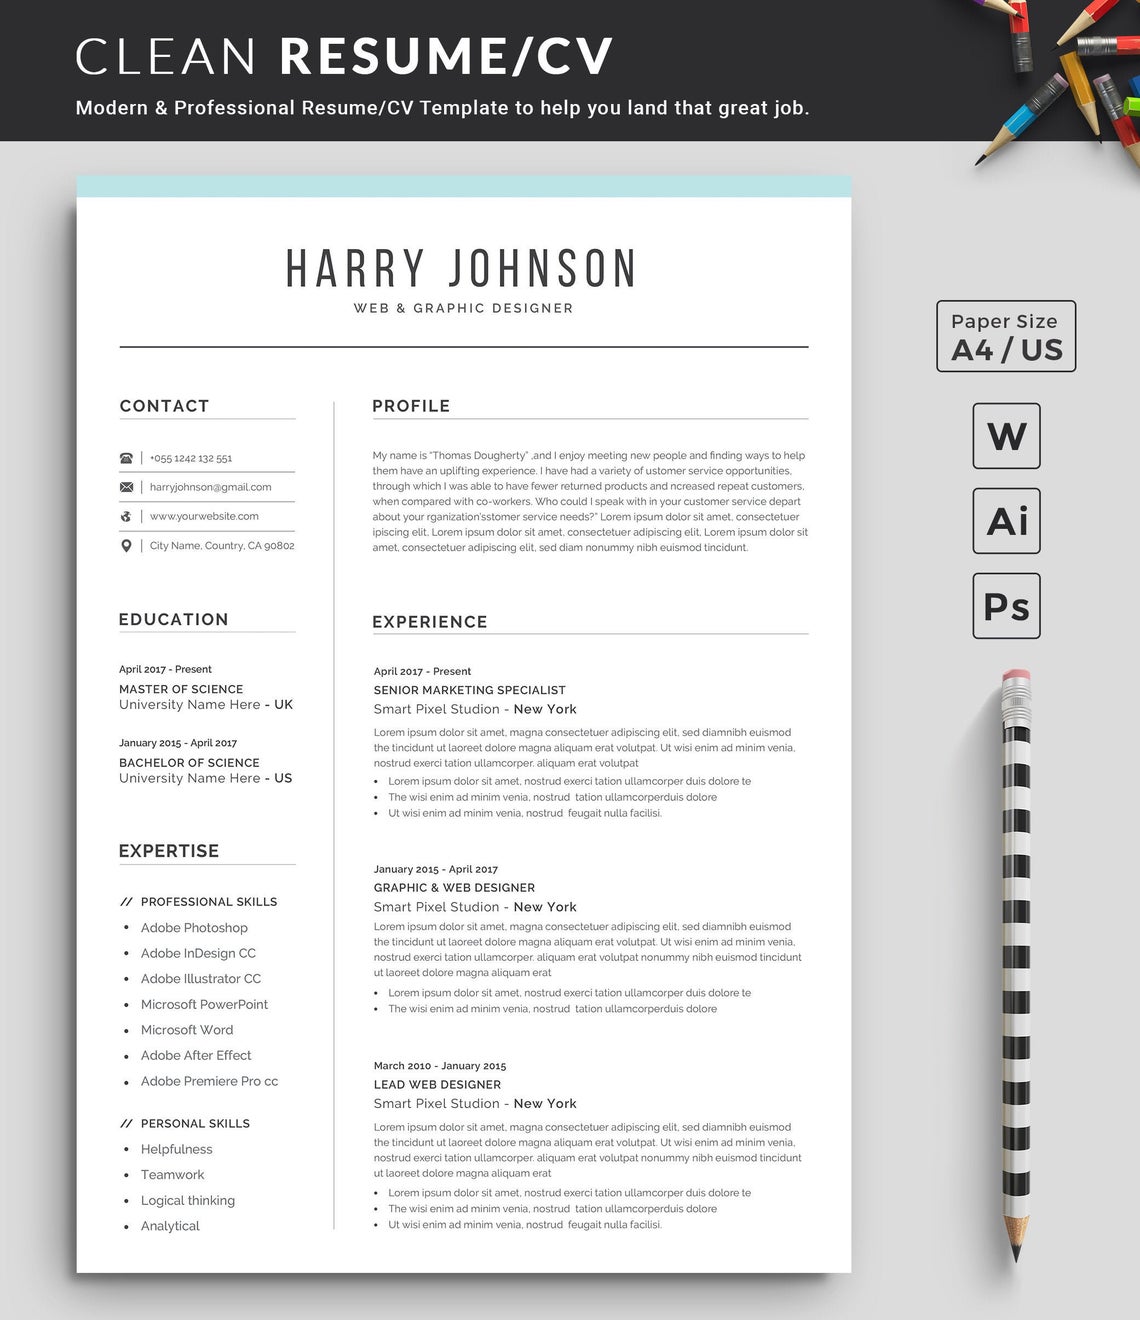 CLEAN RESUME/CV
Modern & Professional Resume/CV Template to help you land that great job.
HARRY JOHNSON
WEB & GRAPHIC DESIGNER
CONTACT
+055 1242 132 551
harryjohnson@gmail.com
www.yourwebsite.com
City Name, Country, CA 90802
EDUCATION
April 2017 - Present
MASTER OF SCIENCE
University Name Here - UK
January 2015 - April 2017
BACHELOR OF SCIENCE
University Name Here - US
EXPERTISE
// PROFESSIONAL SKILLS
• Adobe Photoshop
• Adobe InDesign CC
• Adobe Illustrator CC
• Microsoft PowerPoint
• Microsoft Word
• Adobe After Effect
• Adobe Premiere Pro cc
// PERSONAL SKILLS
• Helpfulness
• Teamwork
• Logical thinking
• Analytical
PROFILE
My name is "Thomas Dougherty" ,and I enjoy meeting new people and finding ways to help
them have an uplifting experience. I have had a variety of ustomer service opportunities,
through which I was able to have fewer returned products and ncreased repeat customers,
when compared with co-workers. Who could I speak with in your customer service depart
about your rganization'sstomer service needs?" Lorem ipsum dolor sit amet, consectetuer
ipiscing elit, Lorem ipsum dolor sit amet, consectetuer adipiscing elit, Lorem ipsum dolor sit
amet, consectetuer adipiscing elit, sed diam nonummy nibh euismod tincidunt.
EXPERIENCE
April 2017 - Present
SENIOR MARKETING SPECIALIST
Smart Pixel Studion - New York
Lorem ipsum dolor sit amet, magna consectetuer adipiscing elit, sed diamnibh euismod
the tincidunt ut laoreet dolore magna aliquam erat volutpat. Ut wisi enim ad minim venia,
nostrud exerci tation ullamcorper. aliquam erat volutpat
• Lorem ipsum dolor sit amet, nostrud exerci tation ullamcorper duis dolore te
• The wisi enim ad minim venia, nostrud tation ullamcorperduis dolore
• Ut wisi enim ad minim venia, nostrud feugait nulla facilisi.
January 2015 - April 2017
GRAPHIC & WEB DESIGNER
Smart Pixel Studion - New York
Lorem ipsum dolor sit amet, magna consectetuer adipiscing elit, sed diamnibh euismod
the tincidunt ut laoreet dolore magna aliquam erat volutpat. Ut wisi enim ad minim venia,
nostrud exerci tation ullamcorper. aliquam erat volutpat nonummy nibh euismod tincidunt
ut laoreet dolore magna aliquam erat
• Lorem ipsum dolor sit amet, nostrud exerci tation ullamcorper duis dolore te
• The wisi enim ad minim venia, nostrud tation ullamcorperduis dolore
March 2010 - January 2015
LEAD WEB DESIGNER
Smart Pixel Studion - New York
Lorem ipsum dolor sit amet, magna consectetuer adipiscing elit, sed diamnibh euismod
the tincidunt ut laoreet dolore magna aliquam erat volutpat. Ut wisi enim ad minim venia,
nostrud exerci tation ullamcorper. aliquam erat volutpat nonummy nibh euismod tincidunt
ut laoreet dolore magna aliquam erat
• Lorem ipsum dolor sit amet, nostrud exerci tation ullamcorper duis dolore te
• The wisi enim ad minim venia, nostrud tation ullamcorperduis dolore
• Ut wisi enim ad minim venia, nostrud feugait nulla facilisi.
Paper Size
A4 / US
W
Ai
Ps